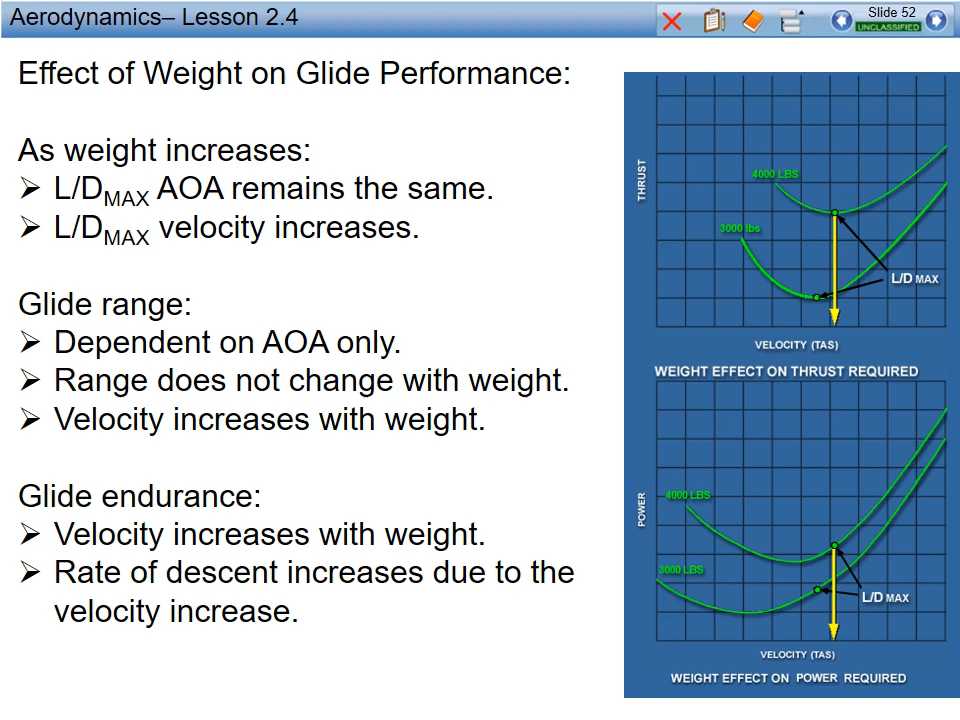 Aerodynamics– Lesson 2.4
Slide 52
UNCLASSIFIED
Effect of Weight on Glide Performance:
As weight increases:
➢ L/DMAX AOA remains the same.
➢ L/DMAX velocity increases.
Glide range:
➢ Dependent on AOA only.
➢ Range does not change with weight.
➢ Velocity increases with weight.
Glide endurance:
➢ Velocity increases with weight.
➢ Rate of descent increases due to the
velocity increase.
THRUST
4000 LBS
3000 lbs
L/D MAX
VELOCITY (TAS)
WEIGHT EFFECT ON THRUST REQUIRED
POWER
4000 LBS
3000 LBS
L/D MAX
VELOCITY (TAS)
WEIGHT EFFECT ON POWER REQUIRED